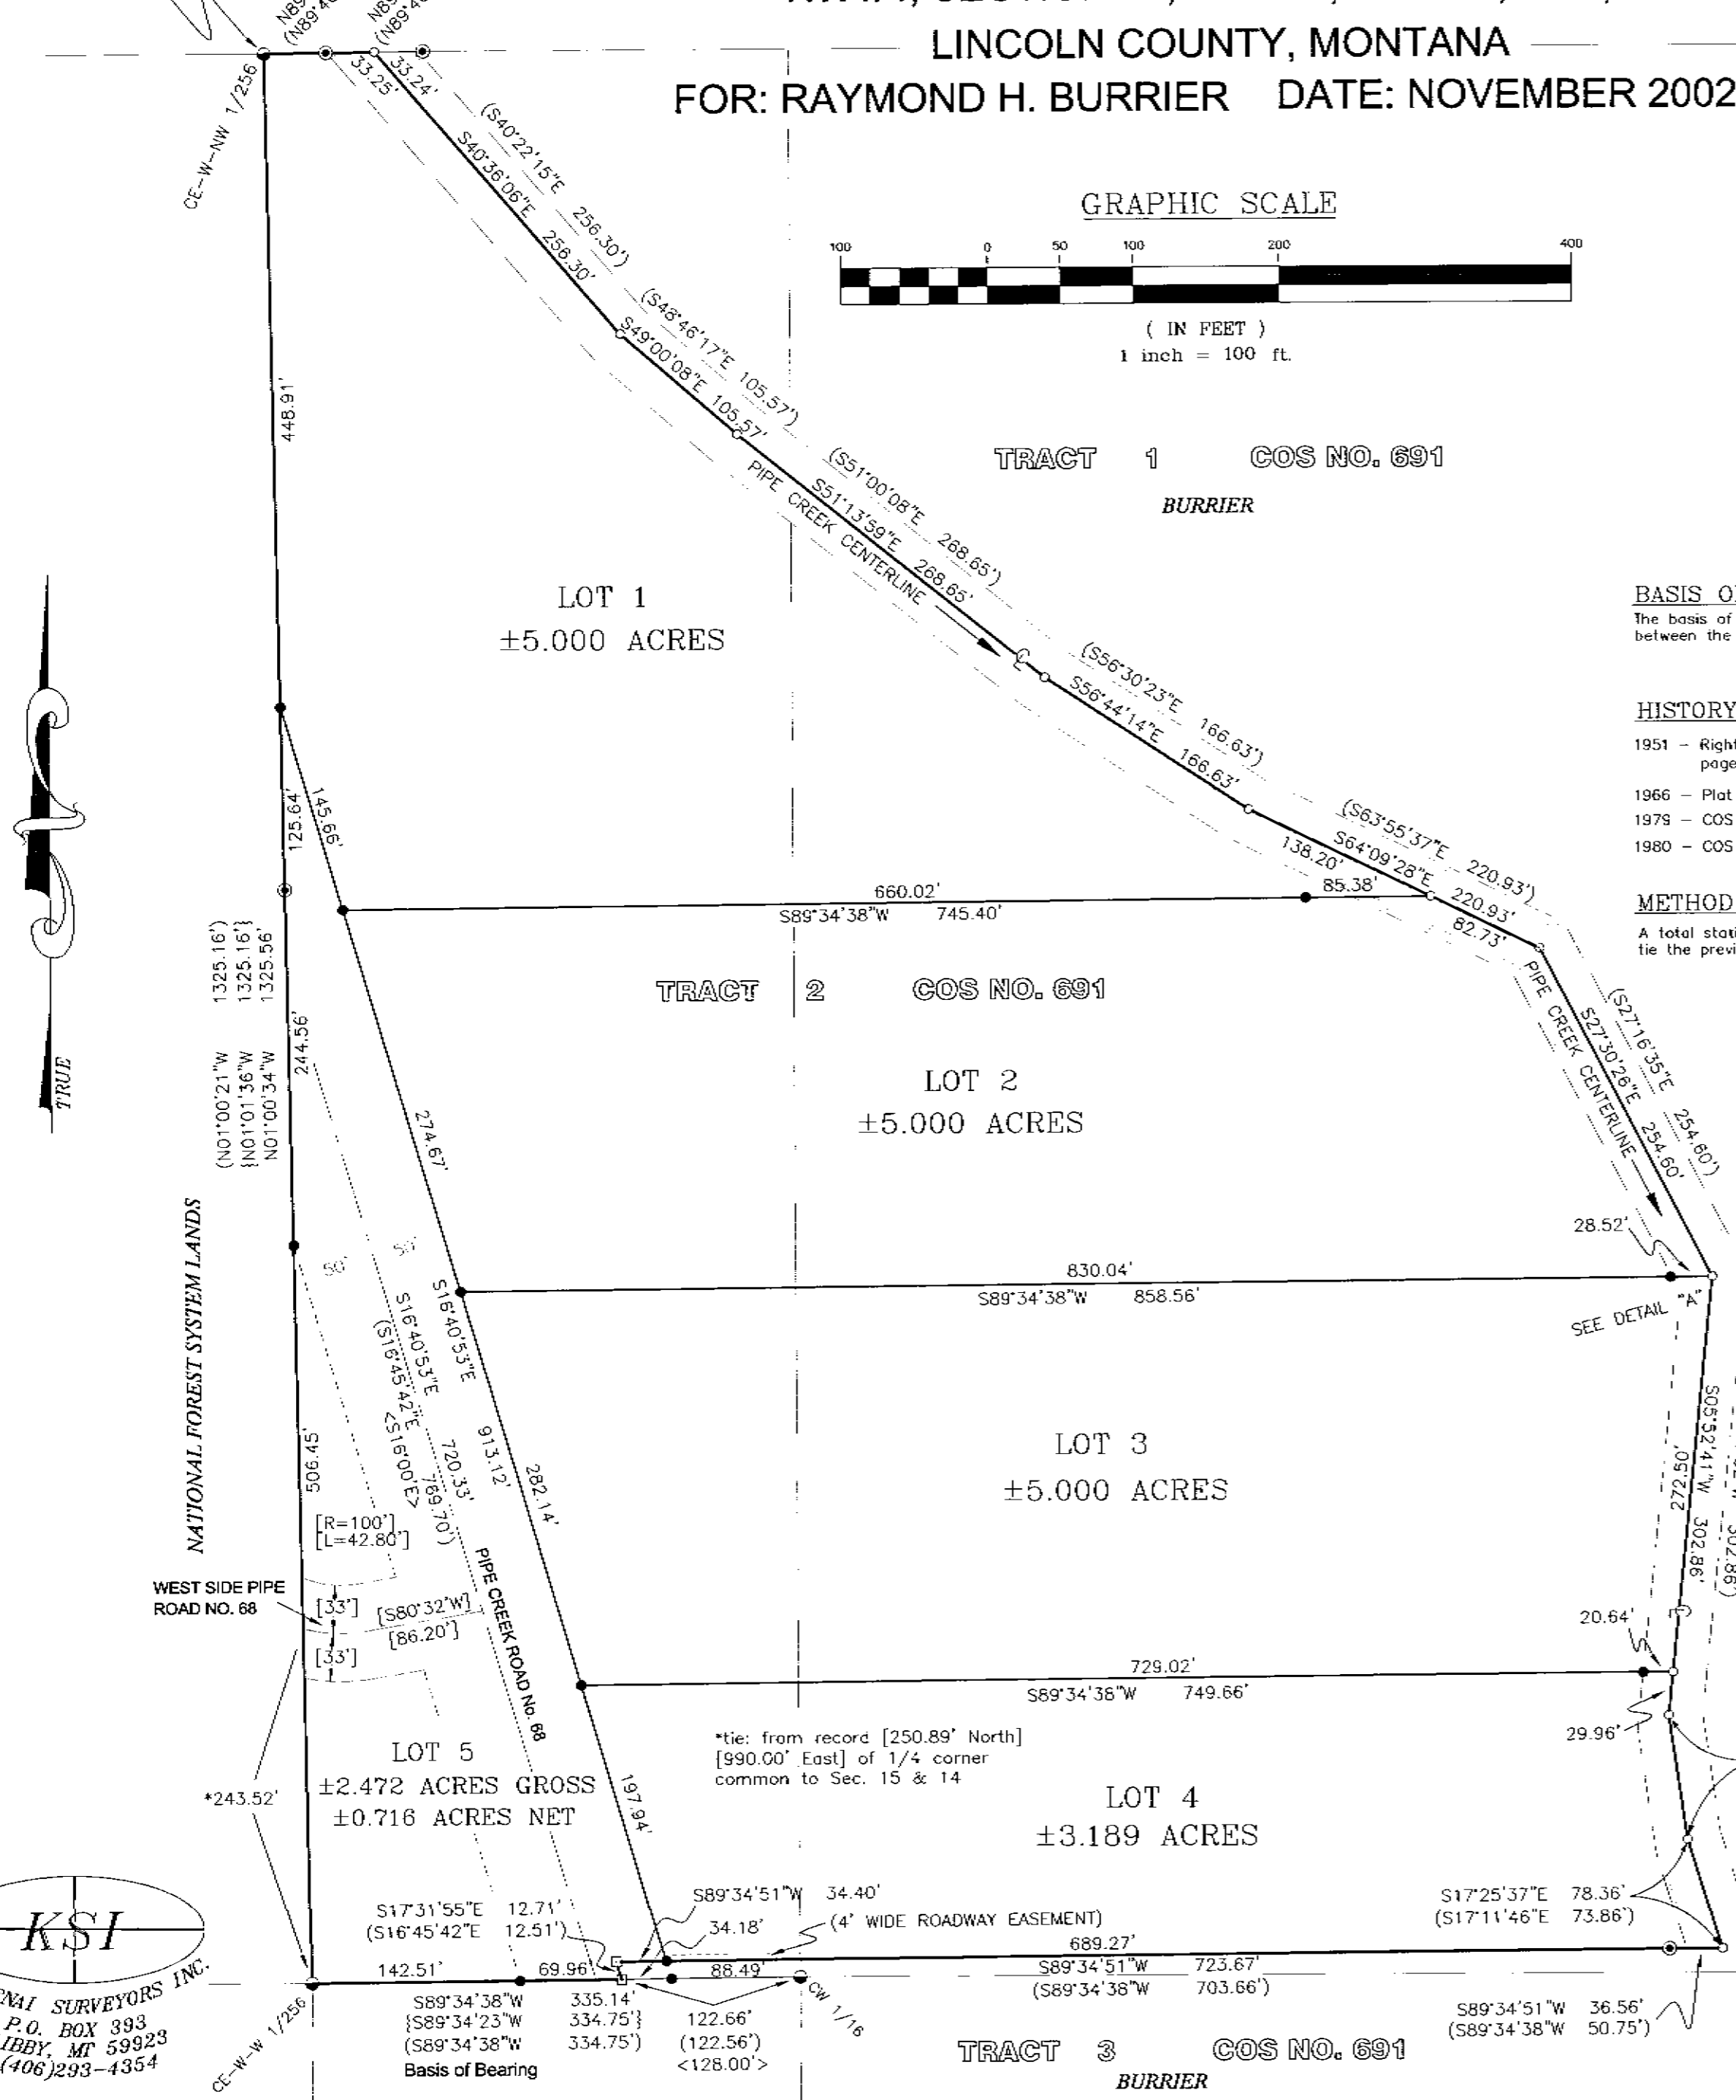 LINCOLN COUNTY, MONTANA
FOR: RAYMOND H. BURRIER DATE: NOVEMBER 2002
CE-W-NW 1/256
33.25'
33.24'
(S40°22'15"E 256.30')
S40°36'06"E 256.30'
GRAPHIC SCALE
100 0 50 100 200 400
( IN FEET )
1 inch = 100 ft.
(S48°46'17"E 105.57')
S49°00'08"E 105.57'
448.91'
TRACT 1 COS NO. 691
BURRIER
(S51°00'08"E 268.65')
S51°13'59"E 268.65'
PIPE CREEK CENTERLINE
LOT 1
±5.000 ACRES
BASIS O
The basis of
between the
(S56°30'23"E 166.63')
S56°44'14"E 166.63'
HISTORY
1951 – Right
page
1966 – Plat
1979 – COS
1980 – COS
125.64'
145.66'
(S63°55'37"E 220.93')
S64°09'28"E 220.93'
138.20'
85.38'
82.73'
660.02'
S89°34'38"W 745.40'
METHOD
A total stati
tie the previ
TRACT 2 COS NO. 691
(N01°00'21"W 1325.16')
{N01°01'36"W 1325.16'}
N01°00'34"W 1325.56'
244.56'
TRUE
PIPE CREEK CENTERLINE
(S27°16'35"E 254.60')
S27°30'26"E 254.60'
LOT 2
±5.000 ACRES
274.67'
NATIONAL FOREST SYSTEM LANDS
50'
50'
28.52'
830.04'
S89°34'38"W 858.56'
SEE DETAIL "A"
S16°40'53"E 913.12'
S16°40'53"E 720.33'
(S16°45'42"E 789.70')
<S16°00'E>
506.45'
282.14'
LOT 3
±5.000 ACRES
S05°52'41"W 302.86'
272.50'
302.86')
[R=100']
[L=42.80']
WEST SIDE PIPE
ROAD NO. 68
[33']
[S80°32'W]
[86.20']
[33']
PIPE CREEK ROAD No. 68
20.64'
729.02'
S89°34'38"W 749.66'
29.96'
*tie: from record [250.89' North]
[990.00' East] of 1/4 corner
common to Sec. 15 & 14
LOT 5
±2.472 ACRES GROSS
±0.716 ACRES NET
*243.52'
197.94'
LOT 4
±3.189 ACRES
S17°31'55"E 12.71'
(S16°45'42"E 12.51')
S89°34'51"W 34.40'
34.18'
(4' WIDE ROADWAY EASEMENT)
S17°25'37"E 78.36'
(S17°11'46"E 73.86')
689.27'
S89°34'51"W 723.67'
(S89°34'38"W 703.66')
142.51'
69.96'
88.49'
S89°34'38"W 335.14'
{S89°34'23"W 334.75'}
(S89°34'38"W 334.75')
Basis of Bearing
122.66'
(122.56')
<128.00'>
CW 1/16
S89°34'51"W 36.56'
(S89°34'38"W 50.75')
CE-W-W 1/256
TRACT 3 COS NO. 691
BURRIER
KSI
NAI SURVEYORS INC.
P.O. BOX 393
IBBY, MT 59923
(406)293-4354